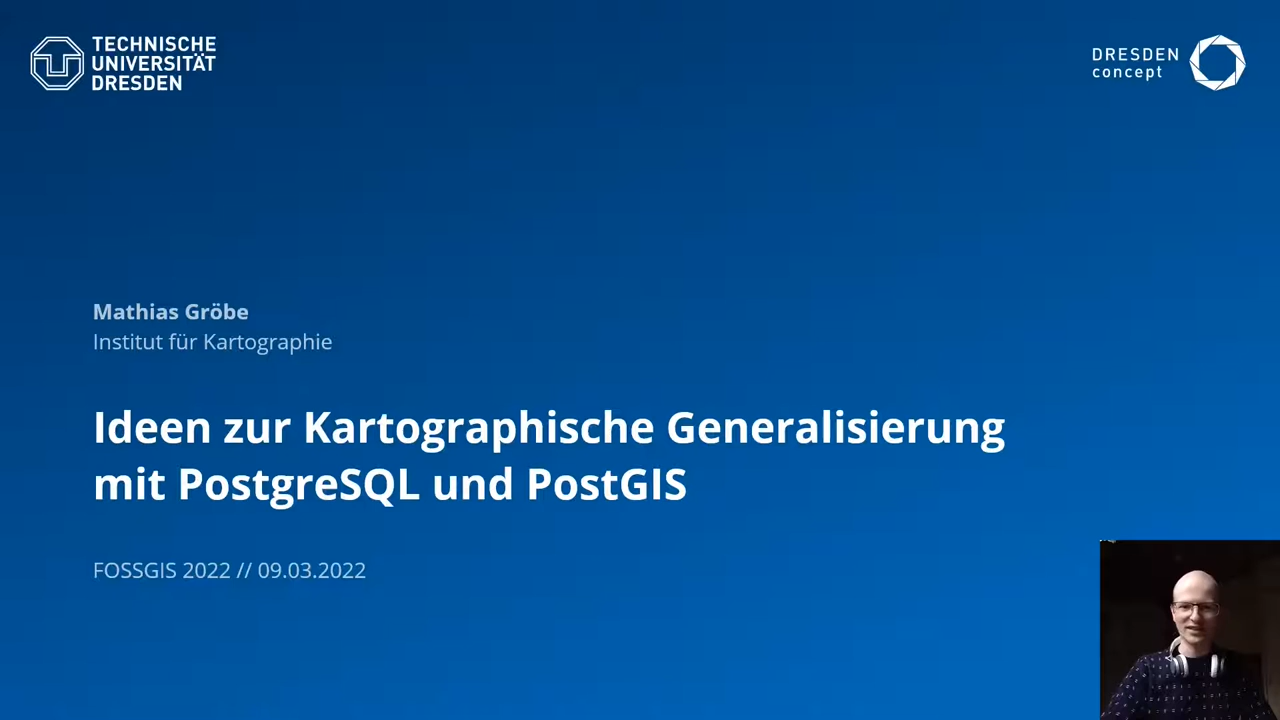 TECHNISCHE
UNIVERSITÄT
DRESDEN
DRESDEN
concept
Mathias Gröbe
Institut für Kartographie
Ideen zur Kartographische Generalisierung
mit PostgreSQL und PostGIS
FOSSGIS 2022 // 09.03.2022